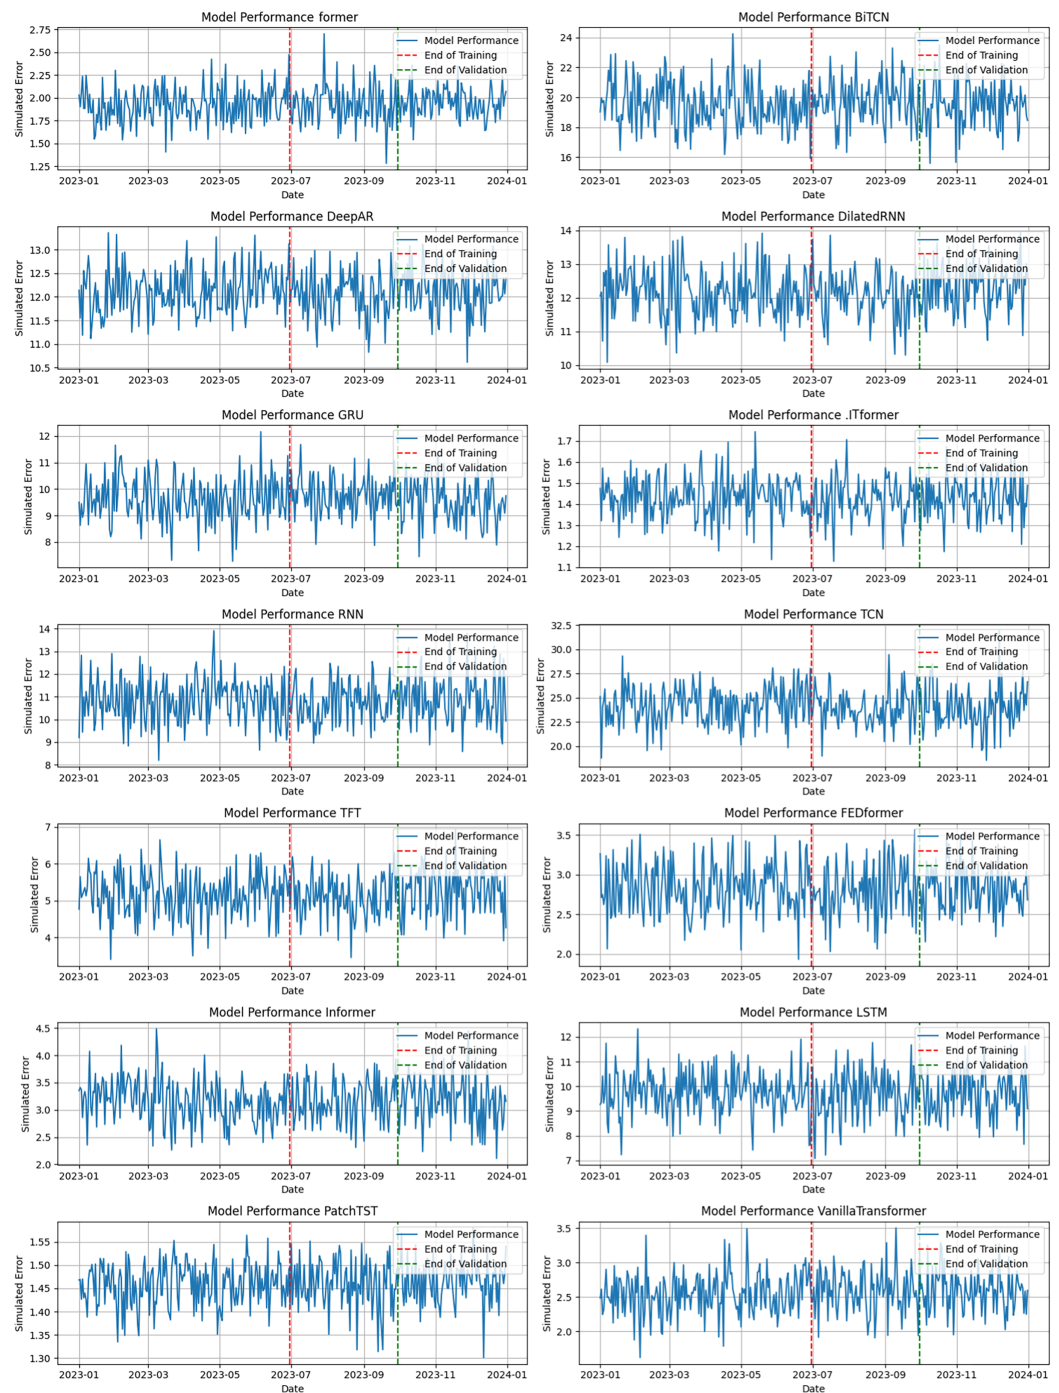 Model Performance former
2.75
2.50
2.25
2.00
1.75
1.50
1.25
Simulated Error
2023-01 2023-03 2023-05 2023-07 2023-09 2023-11 2024-01
Date
Model Performance
End of Training
End of Validation
Model Performance BiTCN
24
22
20
18
16
Simulated Error
2023-01 2023-03 2023-05 2023-07 2023-09 2023-11 2024-01
Date
Model Performance
End of Training
End of Validation
Model Performance DeepAR
13.0
12.5
12.0
11.5
11.0
10.5
Simulated Error
2023-01 2023-03 2023-05 2023-07 2023-09 2023-11 2024-01
Date
Model Performance
End of Training
End of Validation
Model Performance DilatedRNN
14
13
12
11
10
Simulated Error
2023-01 2023-03 2023-05 2023-07 2023-09 2023-11 2024-01
Date
Model Performance
End of Training
End of Validation
Model Performance GRU
12
11
10
9
8
Simulated Error
2023-01 2023-03 2023-05 2023-07 2023-09 2023-11 2024-01
Date
Model Performance
End of Training
End of Validation
Model Performance .ITformer
1.7
1.6
1.5
1.4
1.3
1.2
1.1
Simulated Error
2023-01 2023-03 2023-05 2023-07 2023-09 2023-11 2024-01
Date
Model Performance
End of Training
End of Validation
Model Performance RNN
14
13
12
11
10
9
8
Simulated Error
2023-01 2023-03 2023-05 2023-07 2023-09 2023-11 2024-01
Date
Model Performance
End of Training
End of Validation
Model Performance TCN
32.5
30.0
27.5
25.0
22.5
20.0
Simulated Error
2023-01 2023-03 2023-05 2023-07 2023-09 2023-11 2024-01
Date
Model Performance
End of Training
End of Validation
Model Performance TFT
7
6
5
4
Simulated Error
2023-01 2023-03 2023-05 2023-07 2023-09 2023-11 2024-01
Date
Model Performance
End of Training
End of Validation
Model Performance FEDformer
3.5
3.0
2.5
2.0
Simulated Error
2023-01 2023-03 2023-05 2023-07 2023-09 2023-11 2024-01
Date
Model Performance
End of Training
End of Validation
Model Performance Informer
4.5
4.0
3.5
3.0
2.5
2.0
Simulated Error
2023-01 2023-03 2023-05 2023-07 2023-09 2023-11 2024-01
Date
Model Performance
End of Training
End of Validation
Model Performance LSTM
12
11
10
9
8
7
Simulated Error
2023-01 2023-03 2023-05 2023-07 2023-09 2023-11 2024-01
Date
Model Performance
End of Training
End of Validation
Model Performance PatchTST
1.55
1.50
1.45
1.40
1.35
1.30
Simulated Error
2023-01 2023-03 2023-05 2023-07 2023-09 2023-11 2024-01
Date
Model Performance
End of Training
End of Validation
Model Performance VanillaTransformer
3.5
3.0
2.5
2.0
Simulated Error
2023-01 2023-03 2023-05 2023-07 2023-09 2023-11 2024-01
Date
Model Performance
End of Training
End of Validation